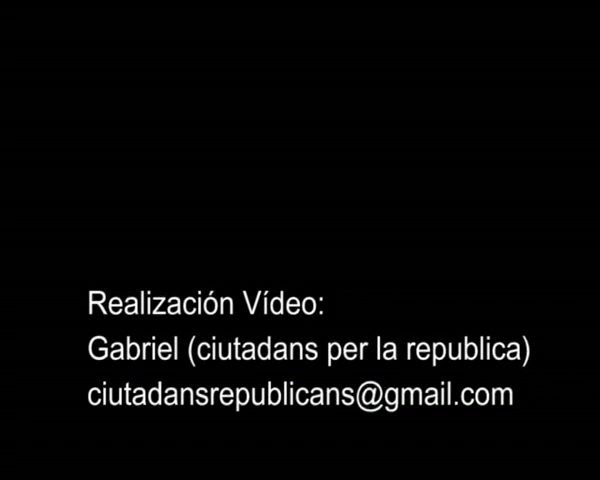 Realización Vídeo:
Gabriel (ciutadans per la republica)
ciutadansrepublicans@gmail.com